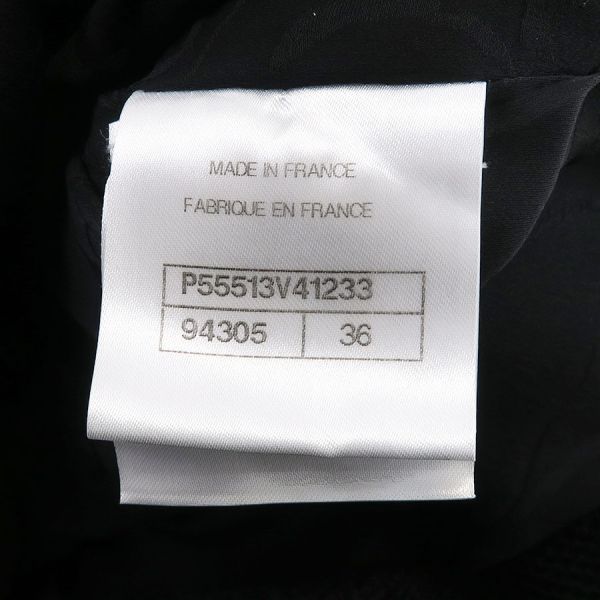 MADE IN FRANCE
FABRIQUE EN FRANCE
P55513V41233
94305 36